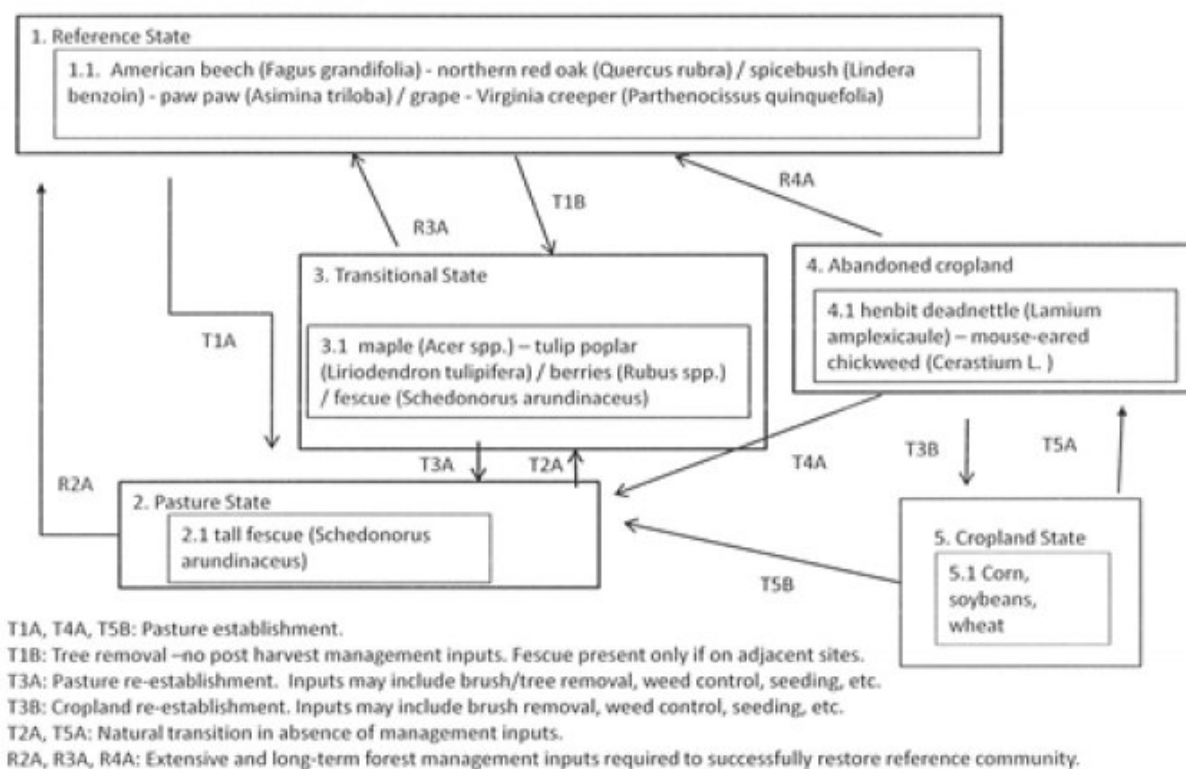 1. Reference State
1.1. American beech (Fagus grandifolia) - northern red oak (Quercus rubra) / spicebush (Lindera
benzoin) - paw paw (Asimina triloba) / grape - Virginia creeper (Parthenocissus quinquefolia)
R4A
T1B
R3A
3. Transitional State
4. Abandoned cropland
4.1 henbit deadnettle (Lamium
amplexicaule) – mouse-eared
chickweed (Cerastium L. )
T1A
3.1 maple (Acer spp.) – tulip poplar
(Liriodendron tulipifera) / berries (Rubus spp.)
/ fescue (Schedonorus arundinaceus)
T3A
T2A
T4A
T3B
T5A
R2A
2. Pasture State
2.1 tall fescue (Schedonorus
arundinaceus)
5. Cropland State
5.1 Corn,
soybeans,
wheat
T5B
T1A, T4A, T5B: Pasture establishment.
T1B: Tree removal –no post harvest management inputs. Fescue present only if on adjacent sites.
T3A: Pasture re-establishment. Inputs may include brush/tree removal, weed control, seeding, etc.
T3B: Cropland re-establishment. Inputs may include brush removal, weed control, seeding, etc.
T2A, T5A: Natural transition in absence of management inputs.
R2A, R3A, R4A: Extensive and long-term forest management inputs required to successfully restore reference community.